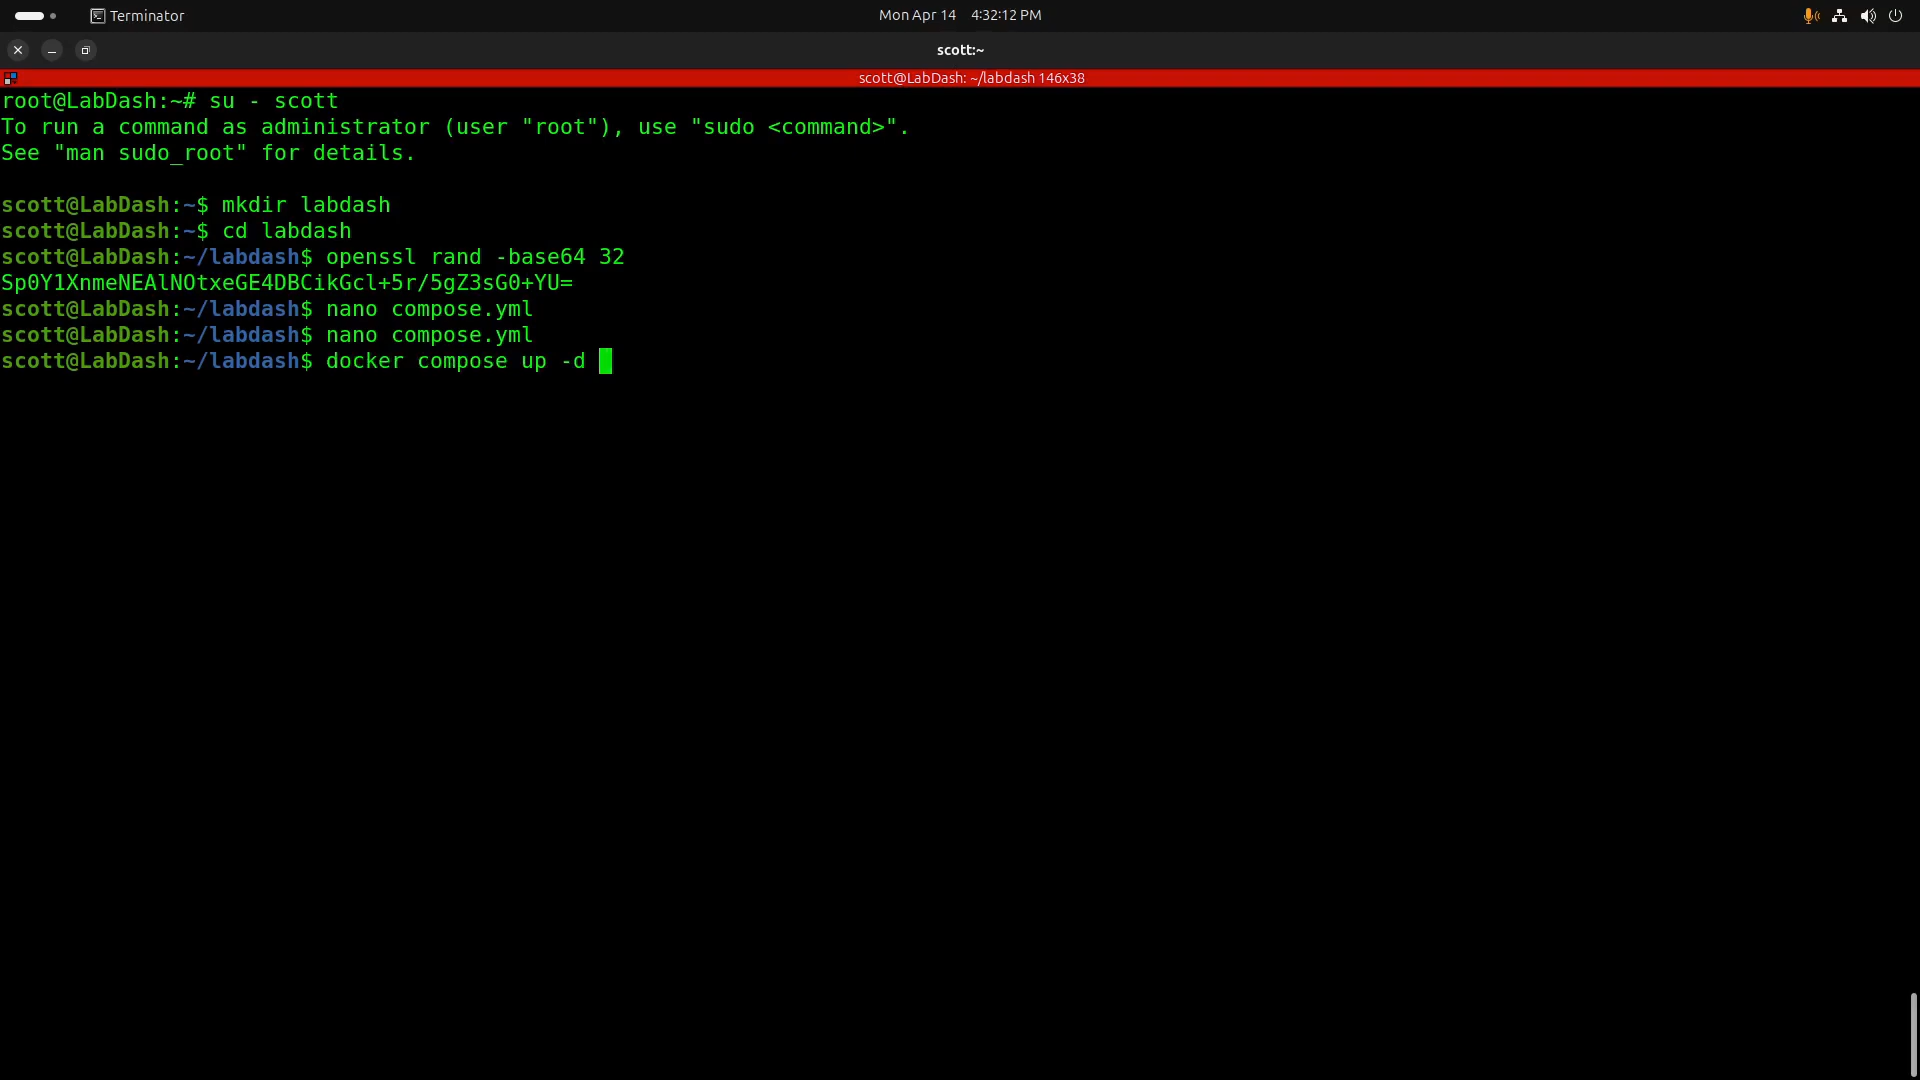 Terminator
Mon Apr 14 4:32:12 PM
scott:~
scott@LabDash: ~/labdash 146x38
root@LabDash:~# su - scott
To run a command as administrator (user "root"), use "sudo <command>".
See "man sudo_root" for details.
scott@LabDash:~$ mkdir labdash
scott@LabDash:~$ cd labdash
scott@LabDash:~/labdash$ openssl rand -base64 32
Sp0Y1XnmeNEAlNOtxeGE4DBCikGcl+5r/5gZ3sG0+YU=
scott@LabDash:~/labdash$ nano compose.yml
scott@LabDash:~/labdash$ nano compose.yml
scott@LabDash:~/labdash$ docker compose up -d